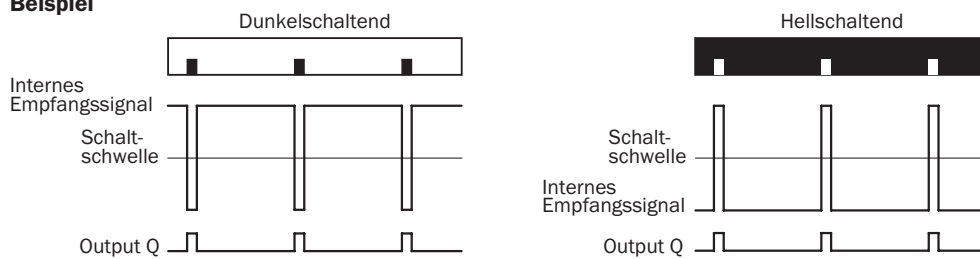 Beispiel
Dunkelschaltend
Internes
Empfangssignal
Schalt-
schwelle
Output Q
Hellschaltend
Schalt-
schwelle
Internes
Empfangssignal
Output Q